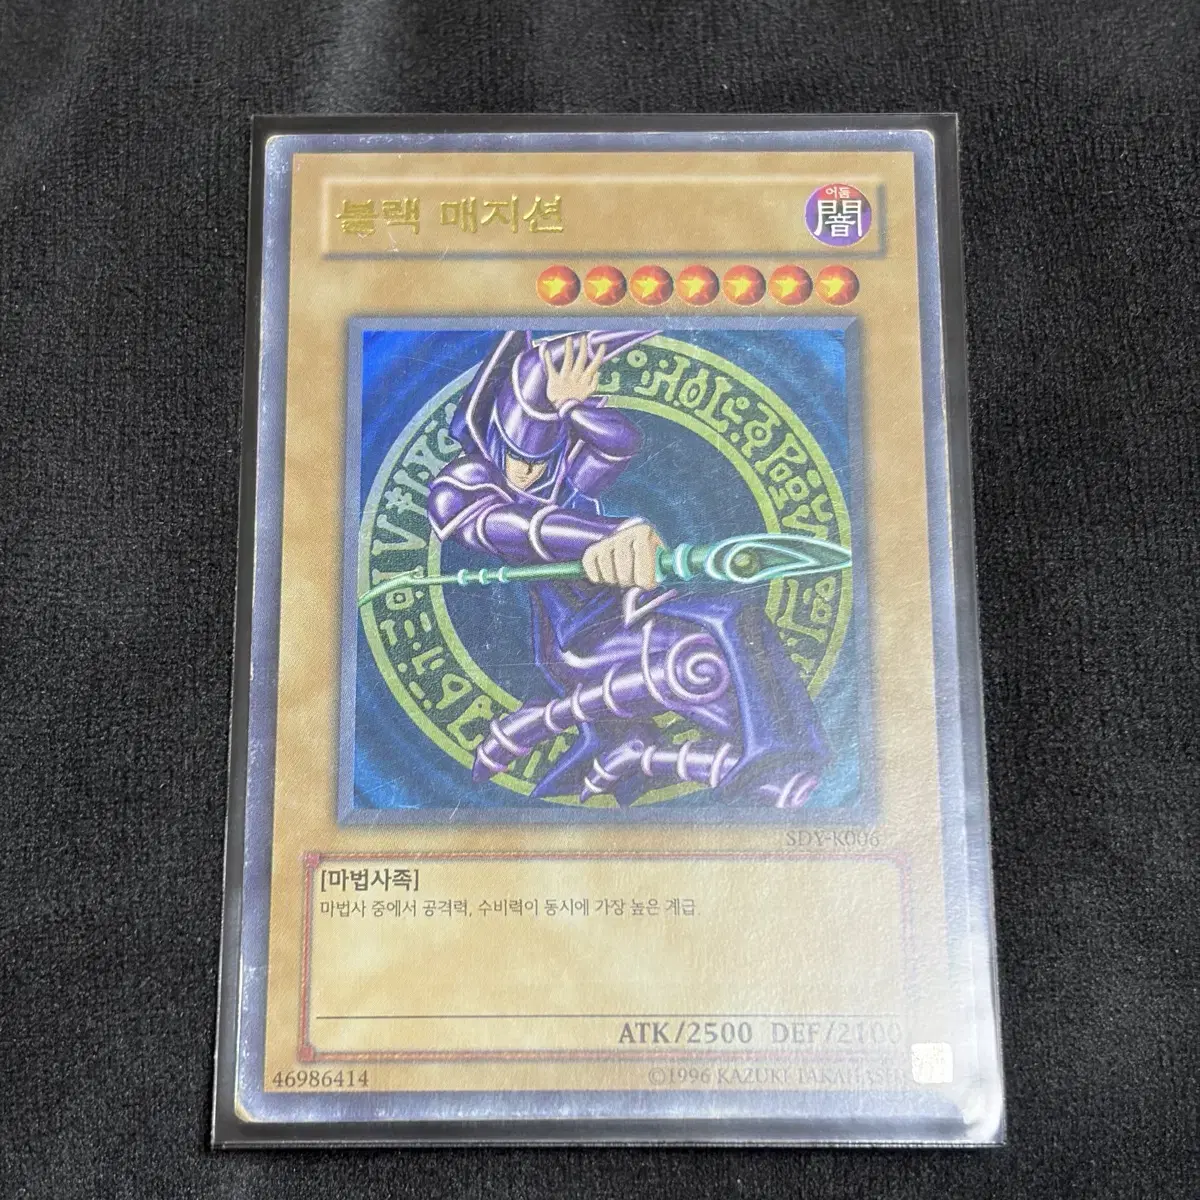 블랙 매지션
어둠
闇
SDY-K006
[마법사족]
마법사 중에서 공격력, 수비력이 동시에 가장 높은 계급.
ATK/2500 DEF/2100
46986414
©1996 KAZUKI TAKAHASHI